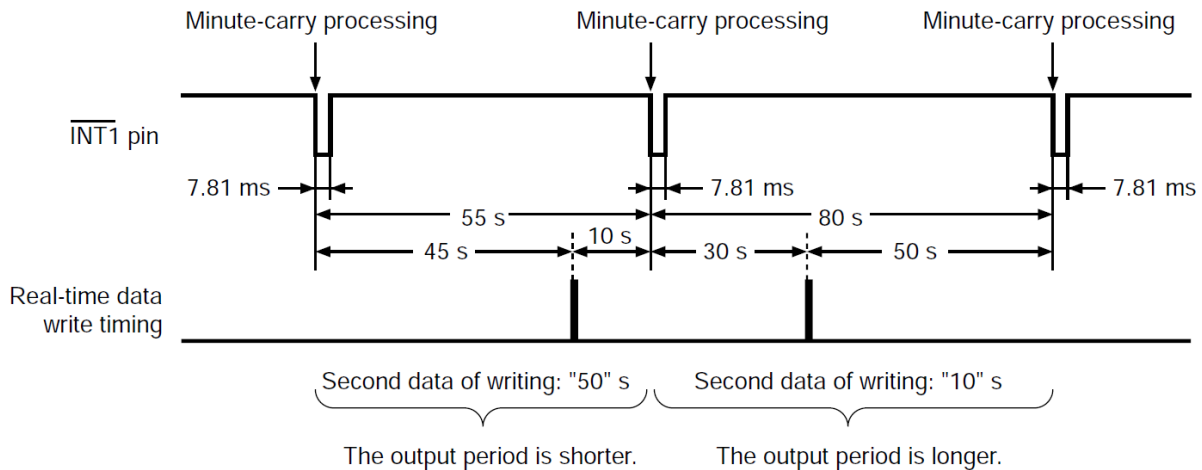 Minute-carry processing Minute-carry processing Minute-carry processing
INT1 pin
7.81 ms 7.81 ms 7.81 ms
55 s 80 s
45 s 10 s 30 s 50 s
Real-time data
write timing
Second data of writing: "50" s Second data of writing: "10" s
The output period is shorter. The output period is longer.